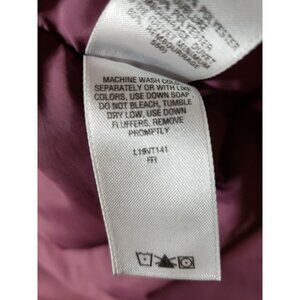 MACHINE WASH COLD
SEPARATELY OR WITH LIKE
COLORS, USE DOWN SOAP
DO NOT BLEACH, TUMBLE
DRY LOW, USE DOWN
FLUFFERS, REMOVE
PROMPTLY
L19VT141
RR